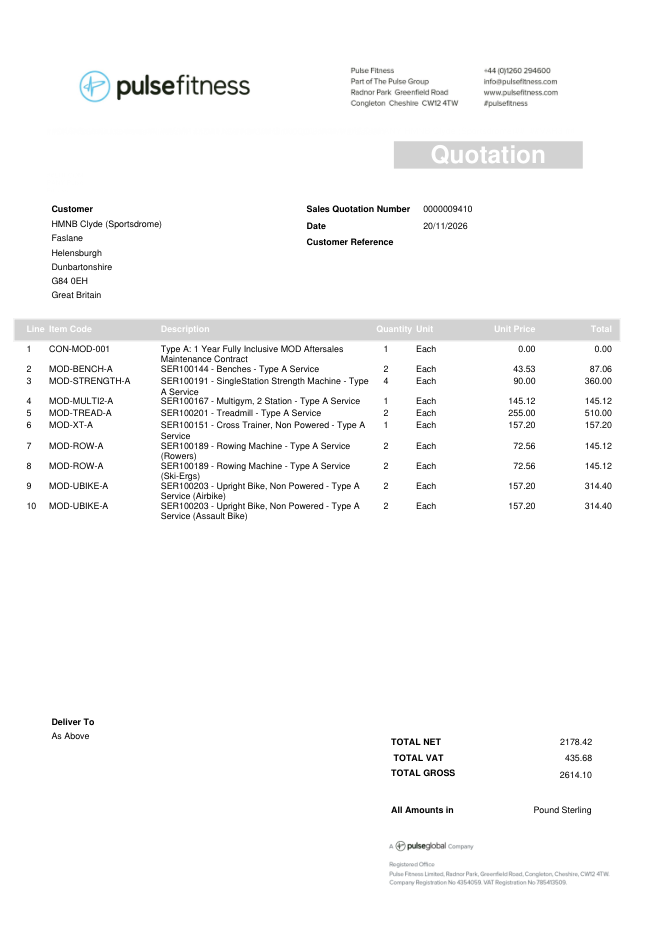 pulsefitness
Pulse Fitness
Part of The Pulse Group
Radnor Park Greenfield Road
Congleton Cheshire CW12 4TW
+44 (0)1260 294600
info@pulsefitness.com
www.pulsefitness.com
#pulsefitness
Quotation
Customer
HMNB Clyde (Sportsdrome)
Faslane
Helensburgh
Dunbartonshire
G84 0EH
Great Britain
Sales Quotation Number 0000009410
Date 20/11/2026
Customer Reference
Line Item Code Description Quantity Unit Unit Price Total
1 CON-MOD-001 Type A: 1 Year Fully Inclusive MOD Aftersales 1 Each 0.00 0.00
Maintenance Contract
2 MOD-BENCH-A SER100144 - Benches - Type A Service 2 Each 43.53 87.06
3 MOD-STRENGTH-A SER100191 - SingleStation Strength Machine - Type 4 Each 90.00 360.00
A Service
4 MOD-MULTI2-A SER100167 - Multigym, 2 Station - Type A Service 1 Each 145.12 145.12
5 MOD-TREAD-A SER100201 - Treadmill - Type A Service 2 Each 255.00 510.00
6 MOD-XT-A SER100151 - Cross Trainer, Non Powered - Type A 1 Each 157.20 157.20
Service
7 MOD-ROW-A SER100189 - Rowing Machine - Type A Service 2 Each 72.56 145.12
(Rowers)
8 MOD-ROW-A SER100189 - Rowing Machine - Type A Service 2 Each 72.56 145.12
(Ski-Ergs)
9 MOD-UBIKE-A SER100203 - Upright Bike, Non Powered - Type A 2 Each 157.20 314.40
Service (Airbike)
10 MOD-UBIKE-A SER100203 - Upright Bike, Non Powered - Type A 2 Each 157.20 314.40
Service (Assault Bike)
Deliver To
As Above
TOTAL NET 2178.42
TOTAL VAT 435.68
TOTAL GROSS 2614.10
All Amounts in Pound Sterling
A pulseglobal Company
Registered Office
Pulse Fitness Limited, Radnor Park, Greenfield Road, Congleton, Cheshire, CW12 4TW.
Company Registration No 4354059. VAT Registration No 785413509.